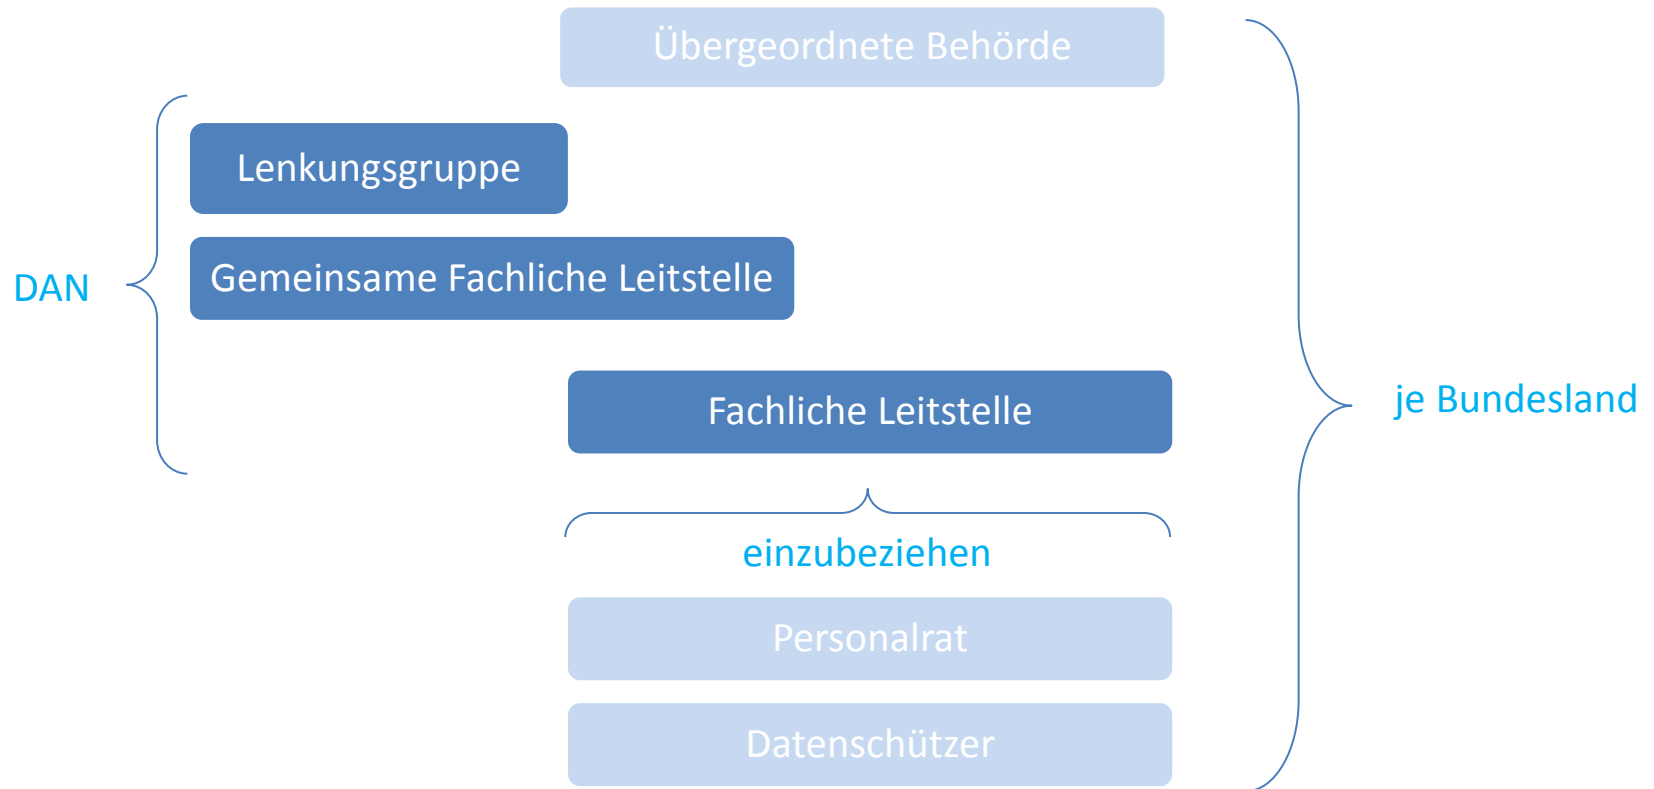 Übergeordnete Behörde
Lenkungsgruppe
Gemeinsame Fachliche Leitstelle
DAN
Fachliche Leitstelle
je Bundesland
einzubeziehen
Personalrat
Datenschützer